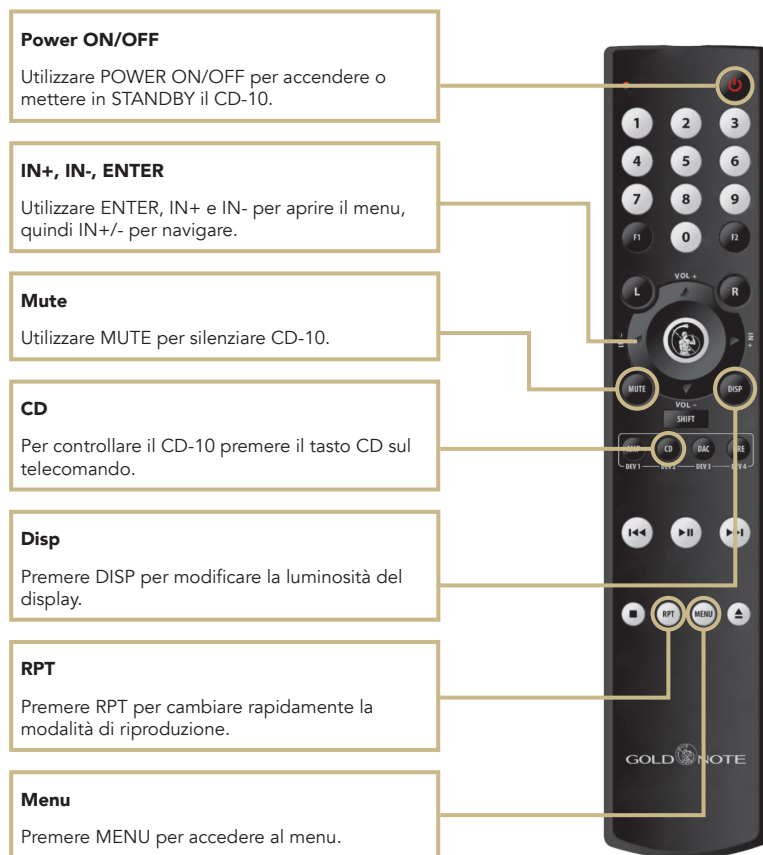 Power ON/OFF
Utilizzare POWER ON/OFF per accendere o
mettere in STANDBY il CD-10.
IN+, IN-, ENTER
Utilizzare ENTER, IN+ e IN- per aprire il menu,
quindi IN+/- per navigare.
Mute
Utilizzare MUTE per silenziare CD-10.
CD
Per controllare il CD-10 premere il tasto CD sul
telecomando.
Disp
Premere DISP per modificare la luminosità del
display.
RPT
Premere RPT per cambiare rapidamente la
modalità di riproduzione.
Menu
Premere MENU per accedere al menu.
1 2 3
4 5 6
7 8 9
F1 0 F2
VOL +
L R
IN - IN +
MUTE DISP
VOL -
SHIFT
CD DAC
DEV 1 DEV 2 DEV 3 DEV 4
RPT MENU
GOLD NOTE